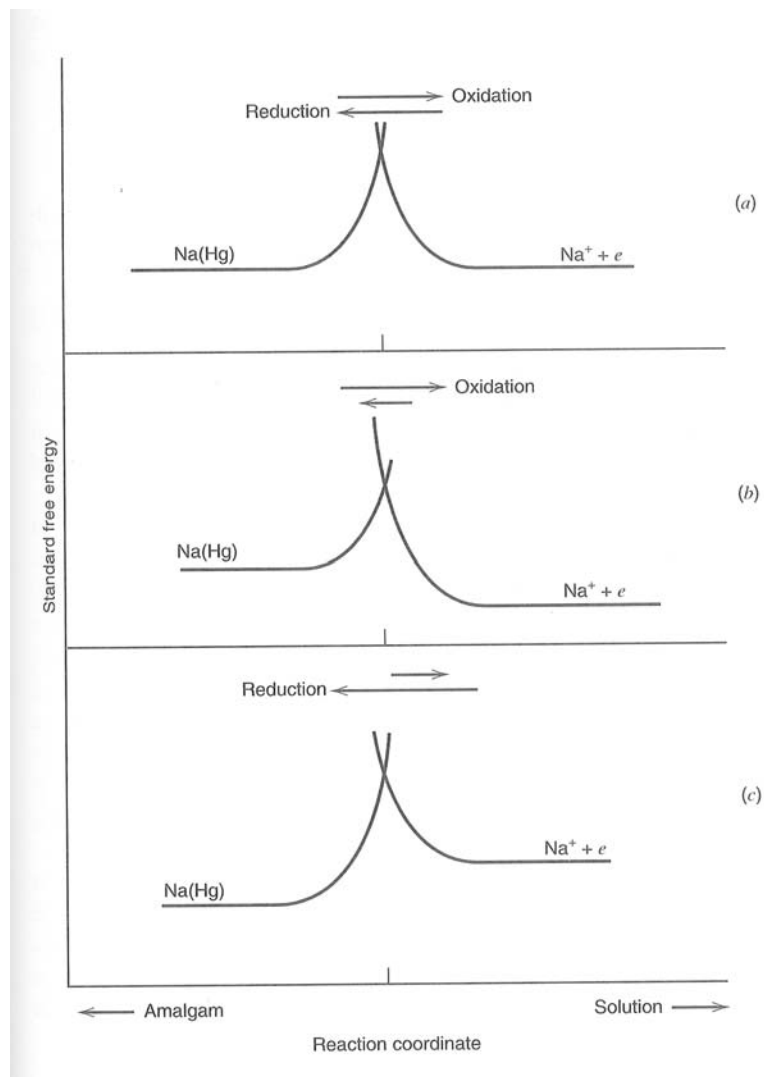 Oxidation
Reduction
(a)
Na(Hg)
Na⁺ + e
Oxidation
(b)
Na(Hg)
Na⁺ + e
Standard free energy
Reduction
(c)
Na⁺ + e
Na(Hg)
Amalgam
Solution
Reaction coordinate